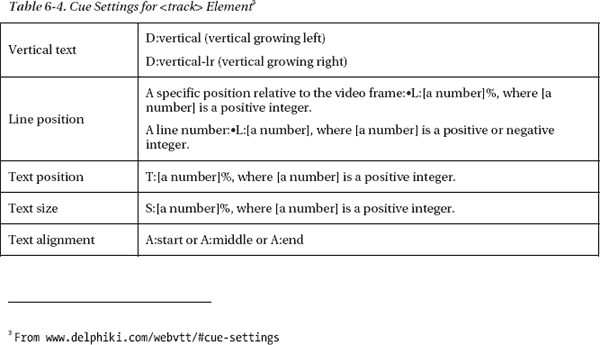 Table 6-4. Cue Settings for <track> Element³
Vertical text
D:vertical (vertical growing left)
D:vertical-lr (vertical growing right)
Line position
A specific position relative to the video frame:•L:[a number]%, where [a
number] is a positive integer.
A line number:•L:[a number], where [a number] is a positive or negative
integer.
Text position
T:[a number]%, where [a number] is a positive integer.
Text size
S:[a number]%, where [a number] is a positive integer.
Text alignment
A:start or A:middle or A:end
³ From www.delphiki.com/webvtt/#cue-settings